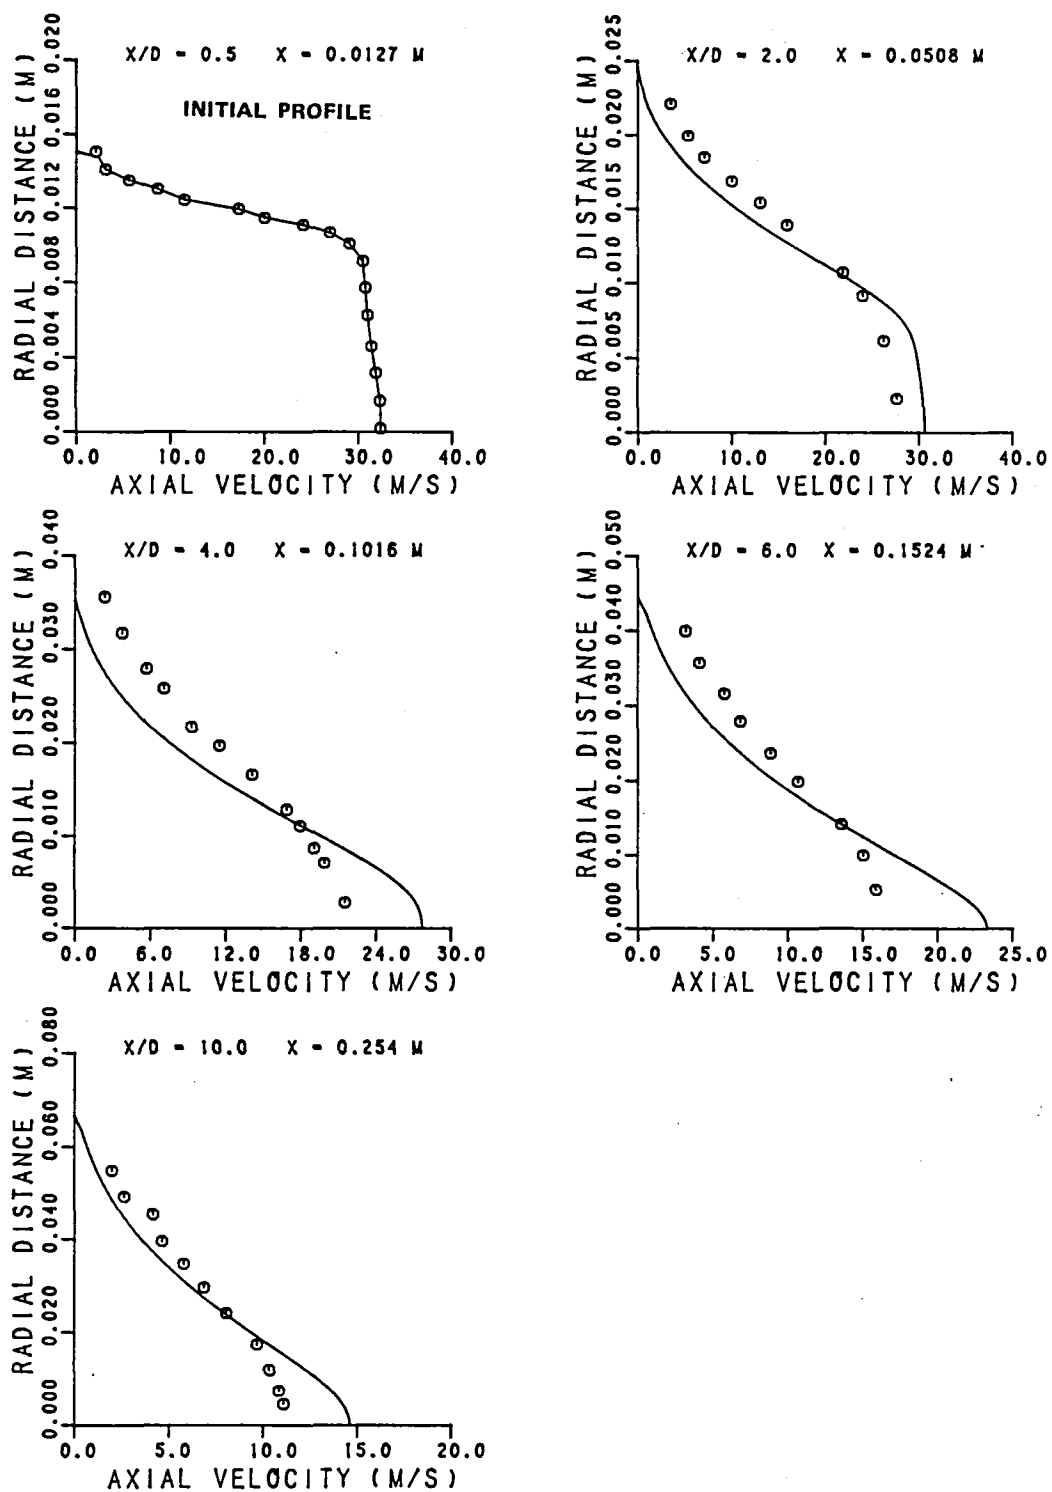 X/D = 0.5 X = 0.0127 M
INITIAL PROFILE
RADIAL DISTANCE (M)
0.020
0.016
0.012
0.008
0.004
0.000
0.0 10.0 20.0 30.0 40.0
AXIAL VELOCITY (M/S)
X/D = 2.0 X = 0.0508 M
RADIAL DISTANCE (M)
0.025
0.020
0.015
0.010
0.005
0.000
0.0 10.0 20.0 30.0 40.0
AXIAL VELOCITY (M/S)
X/D = 4.0 X = 0.1016 M
RADIAL DISTANCE (M)
0.040
0.030
0.020
0.010
0.000
0.0 6.0 12.0 18.0 24.0 30.0
AXIAL VELOCITY (M/S)
X/D = 6.0 X = 0.1524 M
RADIAL DISTANCE (M)
0.050
0.040
0.030
0.020
0.010
0.000
0.0 5.0 10.0 15.0 20.0 25.0
AXIAL VELOCITY (M/S)
X/D = 10.0 X = 0.254 M
RADIAL DISTANCE (M)
0.080
0.060
0.040
0.020
0.000
0.0 5.0 10.0 15.0 20.0
AXIAL VELOCITY (M/S)